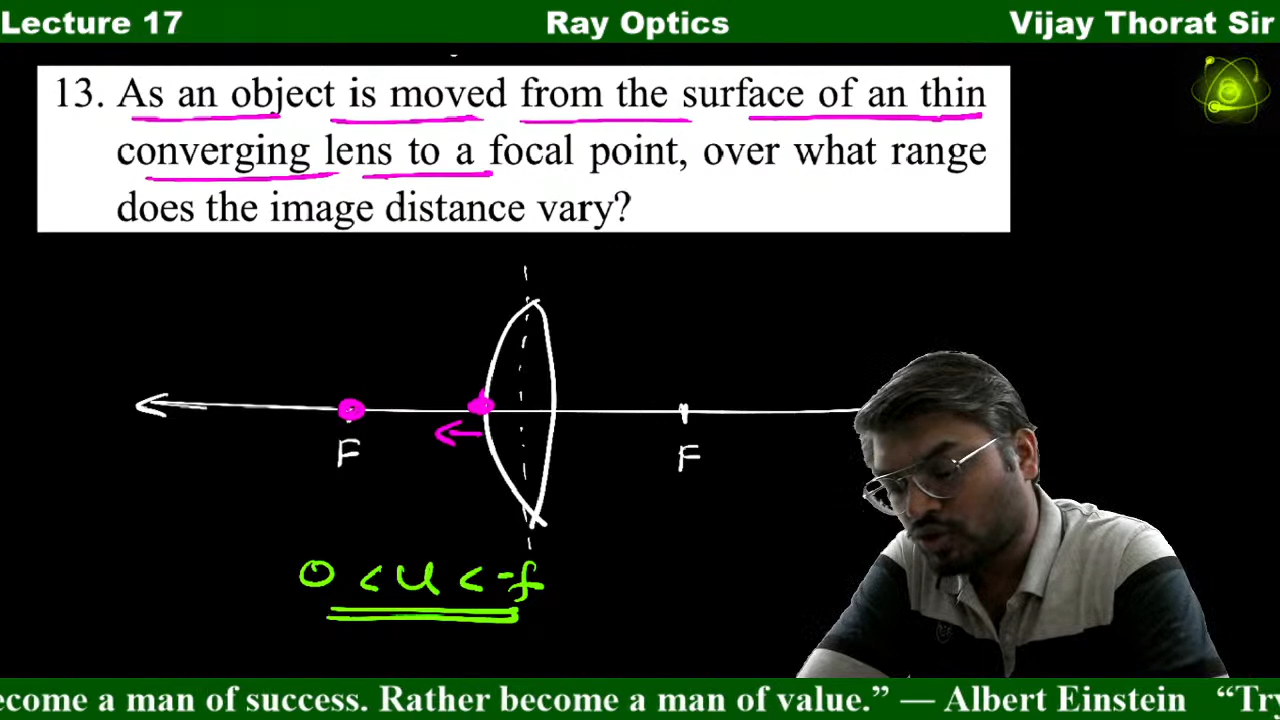 Lecture 17 Ray Optics Vijay Thorat Sir
13. As an object is moved from the surface of an thin
converging lens to a focal point, over what range
does the image distance vary?
F F
0 < u < -f
ecome a man of success. Rather become a man of value.” — Albert Einstein “Try